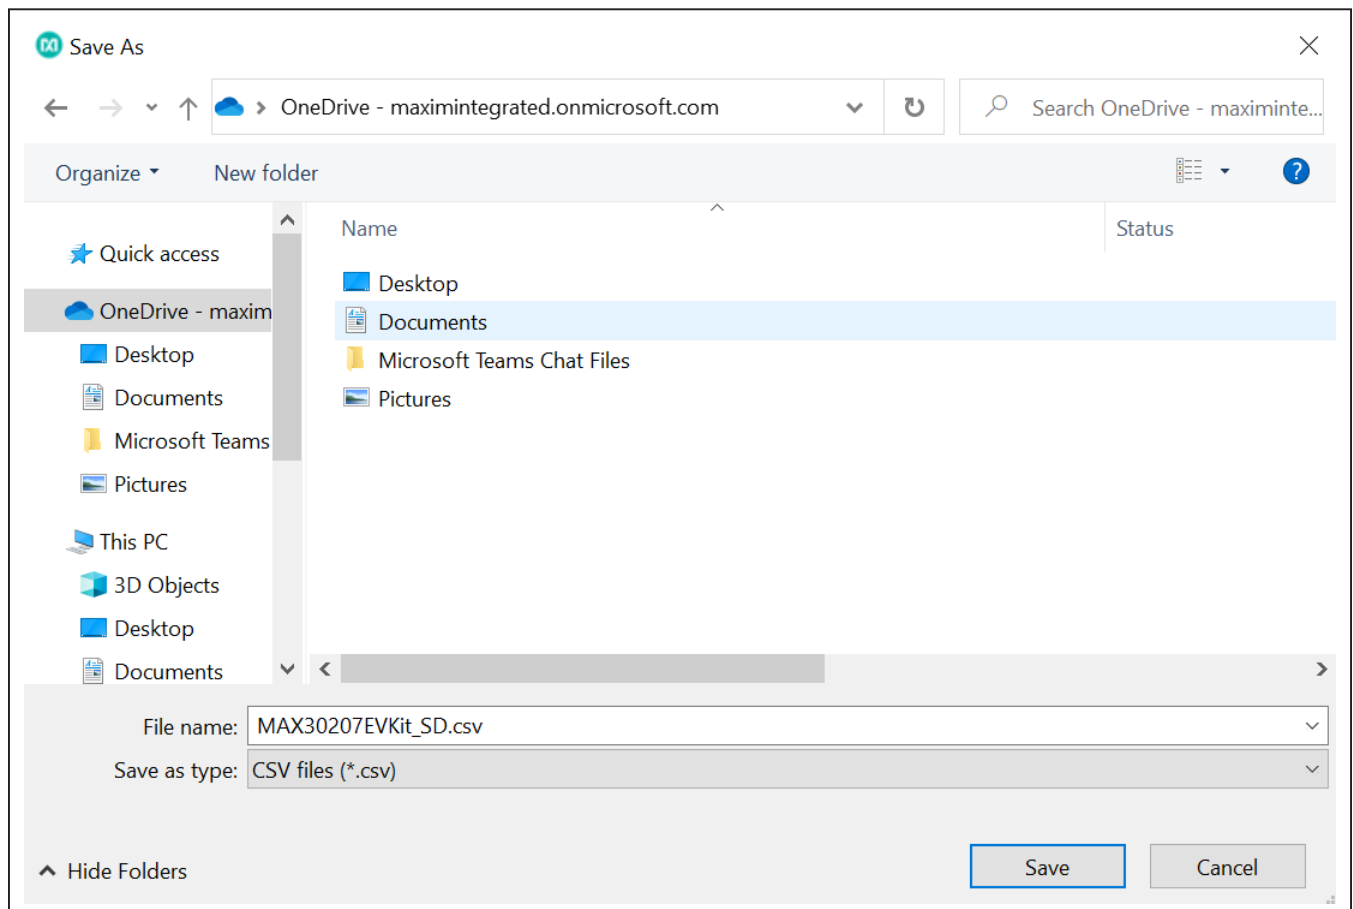 Save As
OneDrive - maximintegrated.onmicrosoft.com
Search OneDrive - maximinte...
Organize
New folder
?
Name
Status
Quick access
OneDrive - maxim
Desktop
Documents
Microsoft Teams
Pictures
This PC
3D Objects
Desktop
Documents
Desktop
Documents
Microsoft Teams Chat Files
Pictures
File name: MAX30207EVKit_SD.csv
Save as type: CSV files (*.csv)
Hide Folders
Save
Cancel